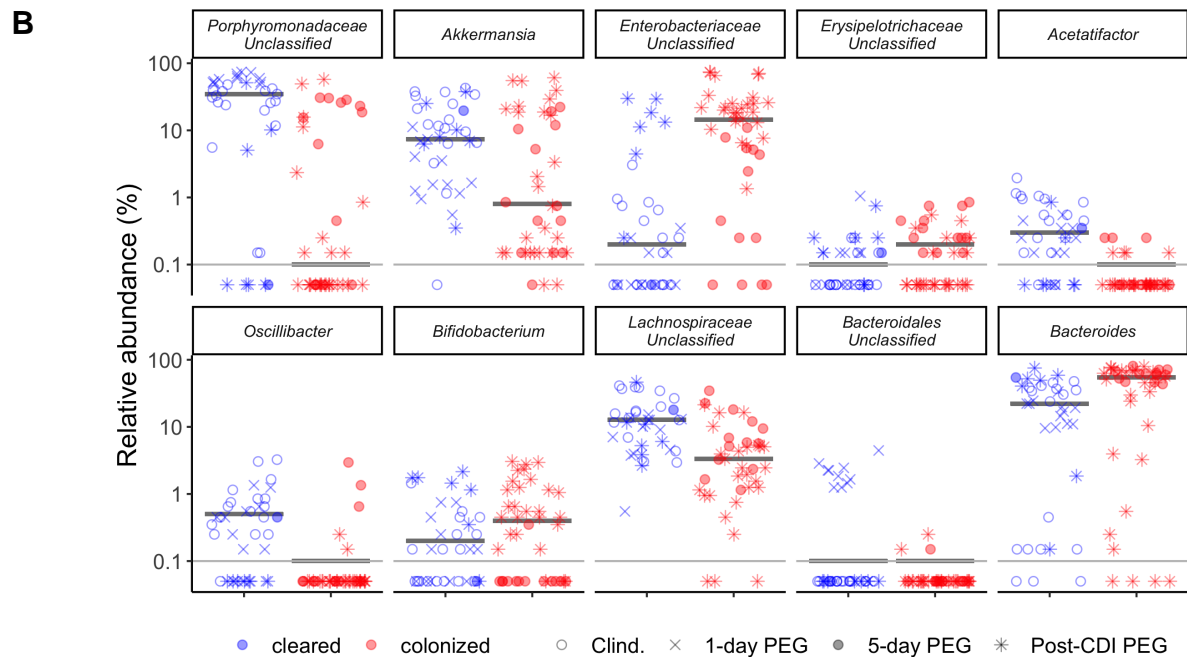 B
Porphyromonadaceae
Unclassified
Akkermansia
Enterobacteriaceae
Unclassified
Erysipelotrichaceae
Unclassified
Acetatifactor
100
10
1
0.1
Relative abundance (%)
Oscillibacter
Bifidobacterium
Lachnospiraceae
Unclassified
Bacteroidales
Unclassified
Bacteroides
100
10
1
0.1
cleared colonized Clind. 1-day PEG 5-day PEG Post-CDI PEG